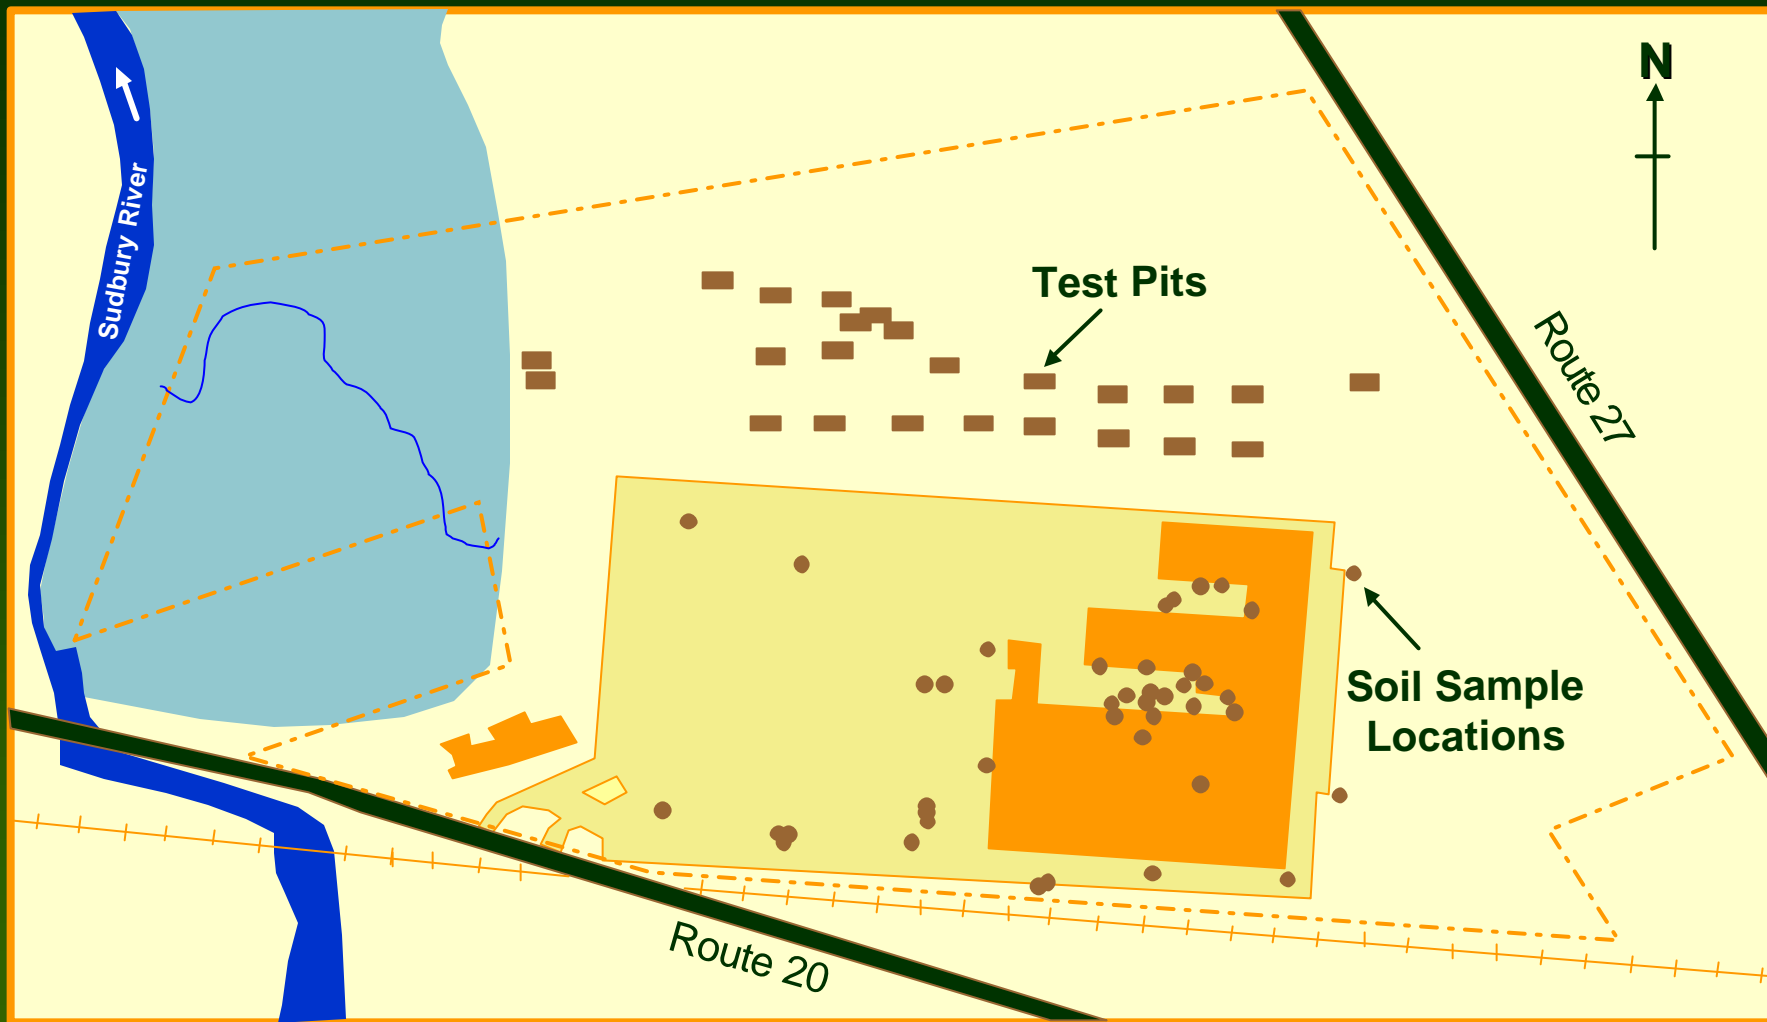 N
Sudbury River
Test Pits
Route 27
Soil Sample
Locations
Route 20